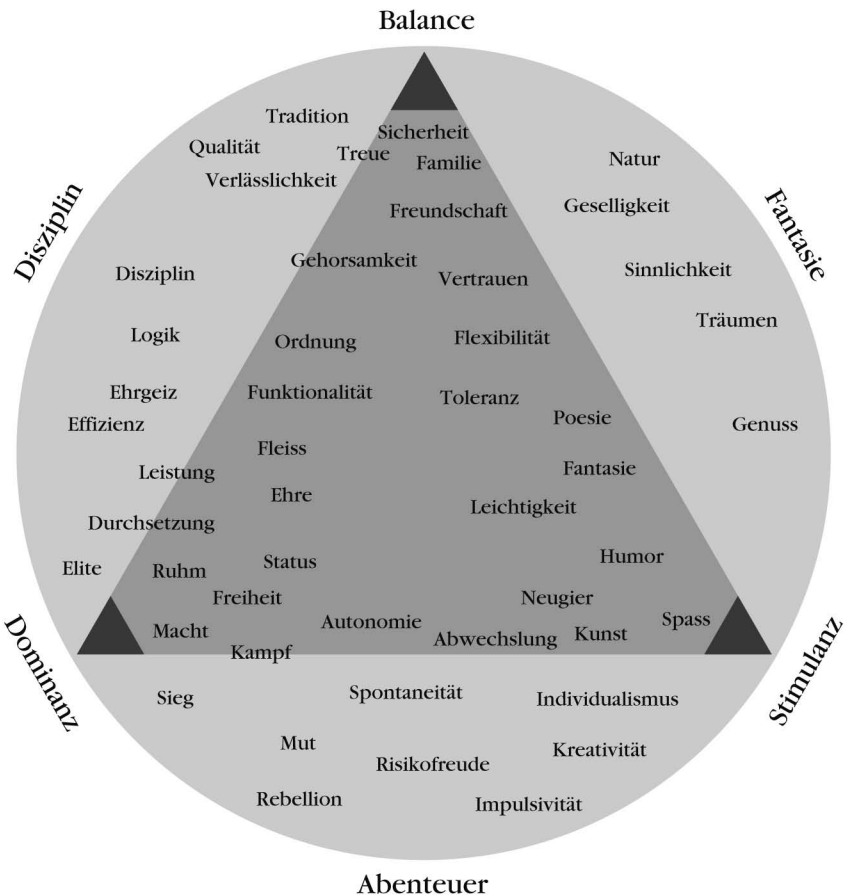 Balance
Tradition
Sicherheit
Qualität
Treue
Familie
Natur
Verlässlichkeit
Freundschaft
Geselligkeit
Disziplin
Fantasie
Gehorsamkeit
Disziplin
Vertrauen
Sinnlichkeit
Träumen
Logik
Ordnung
Flexibilität
Ehrgeiz
Funktionalität
Toleranz
Effizienz
Poesie
Genuss
Fleiss
Leistung
Fantasie
Ehre
Leichtigkeit
Durchsetzung
Elite
Ruhm
Status
Humor
Freiheit
Neugier
Macht
Autonomie
Abwechslung
Kunst
Spass
Kampf
Dominanz
Stimulanz
Sieg
Spontaneität
Individualismus
Mut
Risikofreude
Kreativität
Rebellion
Impulsivität
Abenteuer